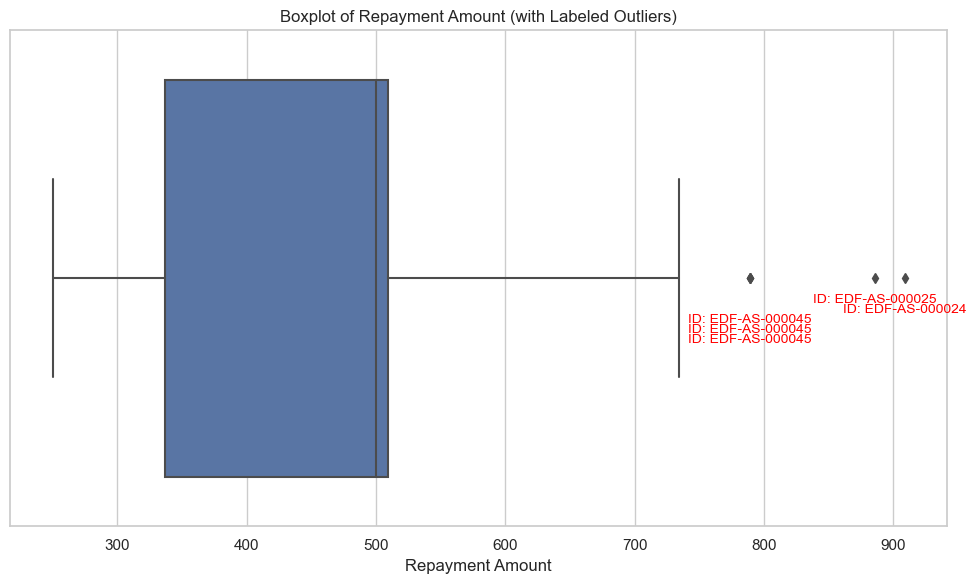 Boxplot of Repayment Amount (with Labeled Outliers)
ID: EDF-AS-000025
ID: EDF-AS-000024
ID: EDF-AS-000045
ID: EDF-AS-000045
ID: EDF-AS-000045
300 400 500 600 700 800 900
Repayment Amount